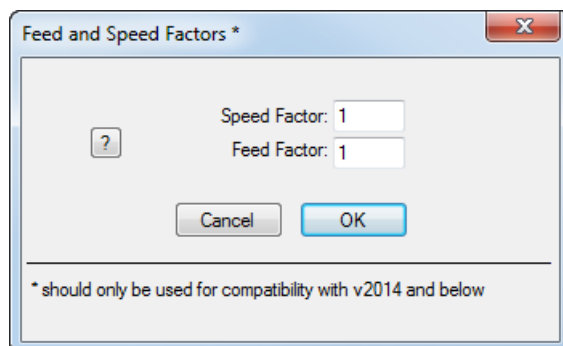 Feed and Speed Factors *
Speed Factor: 1
?
Feed Factor: 1
Cancel OK
* should only be used for compatibility with v2014 and below